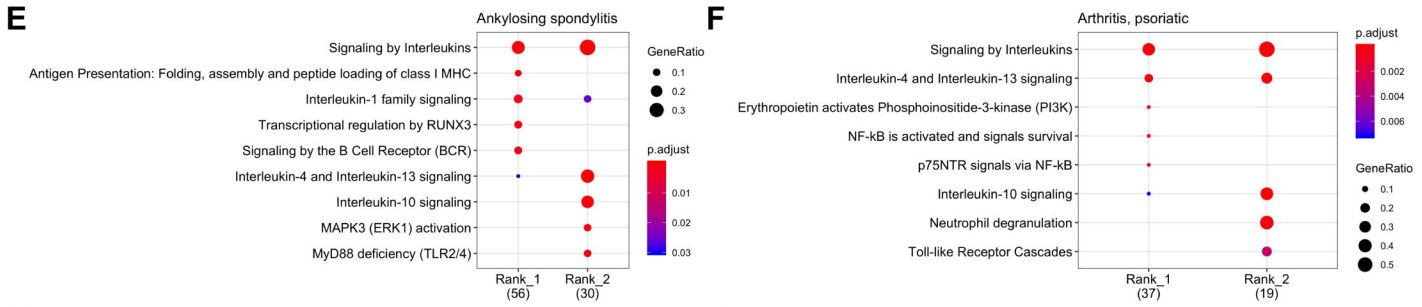 E
Ankylosing spondylitis
Signaling by Interleukins
Antigen Presentation: Folding, assembly and peptide loading of class I MHC
Interleukin-1 family signaling
Transcriptional regulation by RUNX3
Signaling by the B Cell Receptor (BCR)
Interleukin-4 and Interleukin-13 signaling
Interleukin-10 signaling
MAPK3 (ERK1) activation
MyD88 deficiency (TLR2/4)
Rank_1 Rank_2
(56) (30)
GeneRatio
0.1
0.2
0.3
p.adjust
0.01
0.02
0.03
F
Arthritis, psoriatic
Signaling by Interleukins
Interleukin-4 and Interleukin-13 signaling
Erythropoietin activates Phosphoinositide-3-kinase (PI3K)
NF-kB is activated and signals survival
p75NTR signals via NF-kB
Interleukin-10 signaling
Neutrophil degranulation
Toll-like Receptor Cascades
Rank_1 Rank_2
(37) (19)
p.adjust
0.002
0.004
0.006
GeneRatio
0.1
0.2
0.3
0.4
0.5